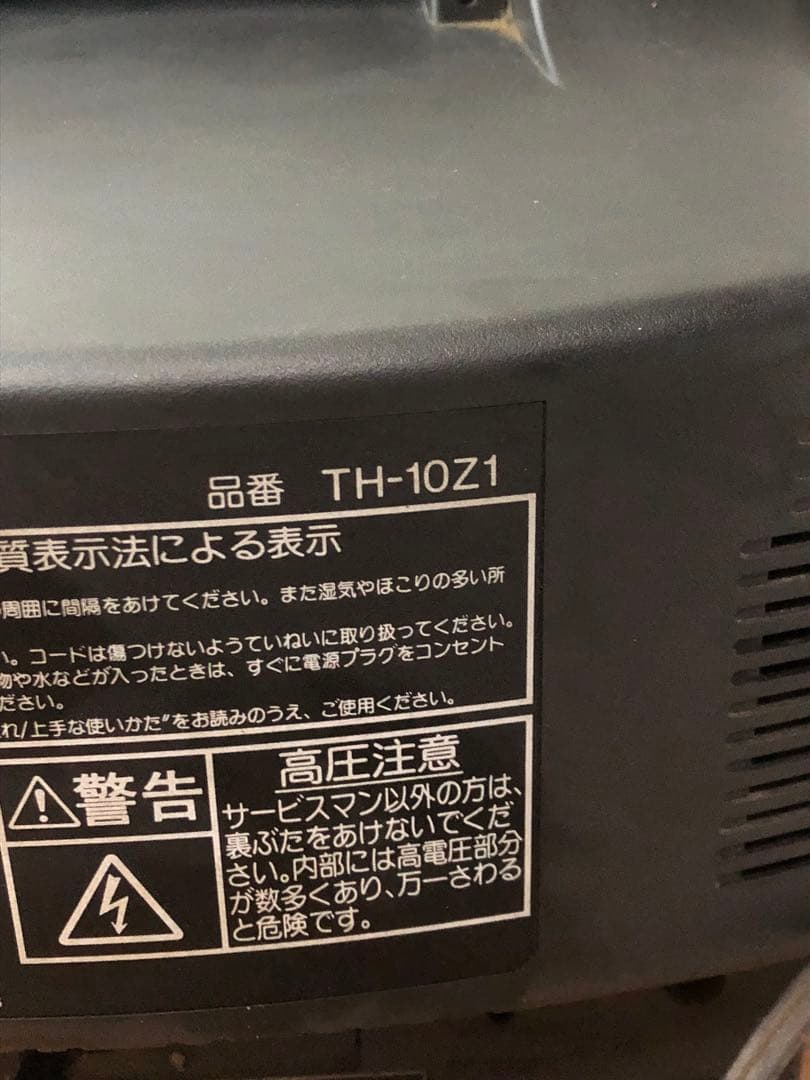 品番 TH-10Z1
質表示法による表示
周囲に間隔をあけてください。また湿気やほこりの多い所
い。コードは傷つけないようていねいに取り扱ってください。
物や水などが入ったときは、すぐに電源プラグをコンセント
ださい。
れ/上手な使いかた"をお読みのうえ、ご使用ください。
警告
高圧注意
サービスマン以外の方は、
裏ぶたをあけないでくだ
さい。内部には高電圧部分
が数多くあり、万一さわる
と危険です。